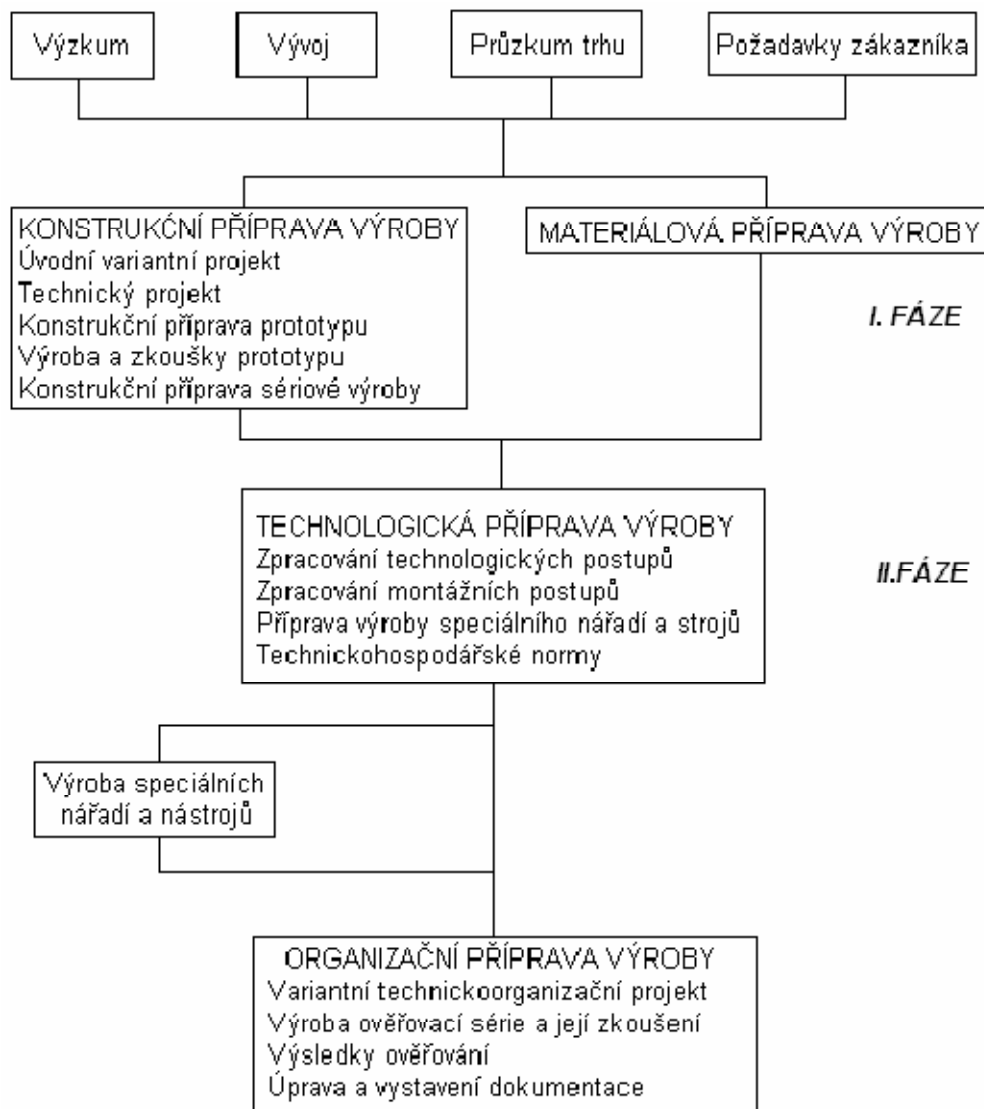 Výzkum
Vývoj
Průzkum trhu
Požadavky zákazníka
KONSTRUKČNÍ PŘÍPRAVA VÝROBY
Úvodní variantní projekt
Technický projekt
Konstrukční příprava prototypu
Výroba a zkoušky prototypu
Konstrukční příprava sériové výroby
MATERIÁLOVÁ PŘÍPRAVA VÝROBY
I. FÁZE
TECHNOLOGICKÁ PŘÍPRAVA VÝROBY
Zpracování technologických postupů
Zpracování montážních postupů
Příprava výroby speciálního nářadí a strojů
Technickohospodářské normy
II.FÁZE
Výroba speciálních
nářadí a nástrojů
ORGANIZAČNÍ PŘÍPRAVA VÝROBY
Variantní technickoorganizační projekt
Výroba ověřovací série a její zkoušení
Výsledky ověřování
Úprava a vystavení dokumentace